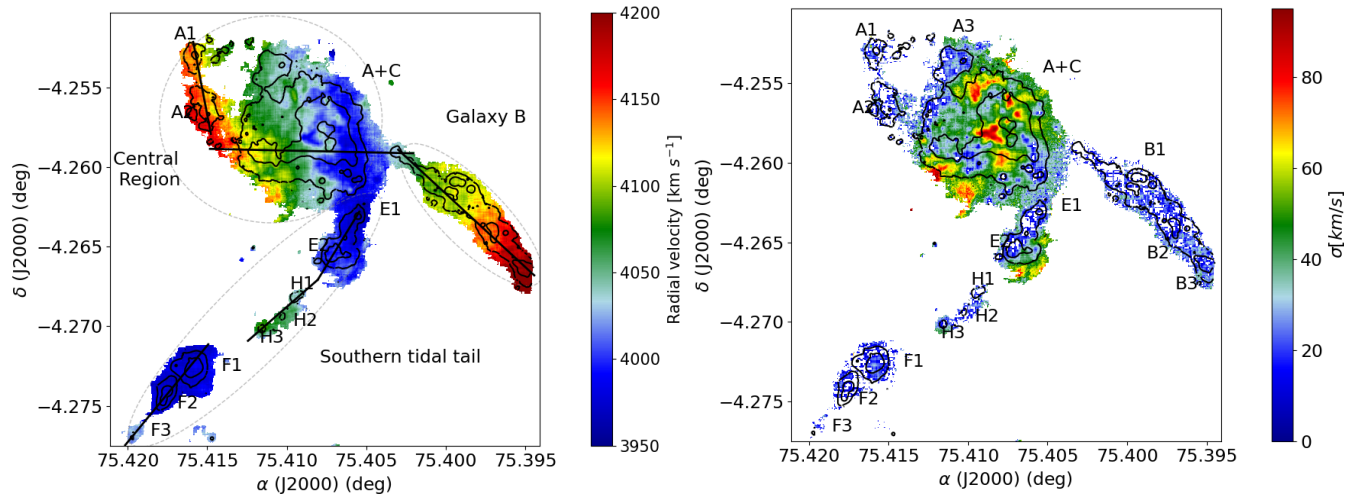 A1
A2
A+C
Central
Region
Galaxy B
E1
E2
H1
H2
H3
Southern tidal tail
F1
F2
F3
−4.255
−4.260
−4.265
−4.270
−4.275
δ (J2000) (deg)
75.420 75.415 75.410 75.405 75.400 75.395
α (J2000) (deg)
4200
4150
4100
4050
4000
3950
Radial velocity [km s⁻¹]
A1
A3
A2
A+C
B1
B2
B3
E1
E2
H1
H2
H3
F1
F2
F3
−4.255
−4.260
−4.265
−4.270
−4.275
δ (J2000) (deg)
75.420 75.415 75.410 75.405 75.400 75.395
α (J2000) (deg)
80
60
40
20
0
σ[km/s]